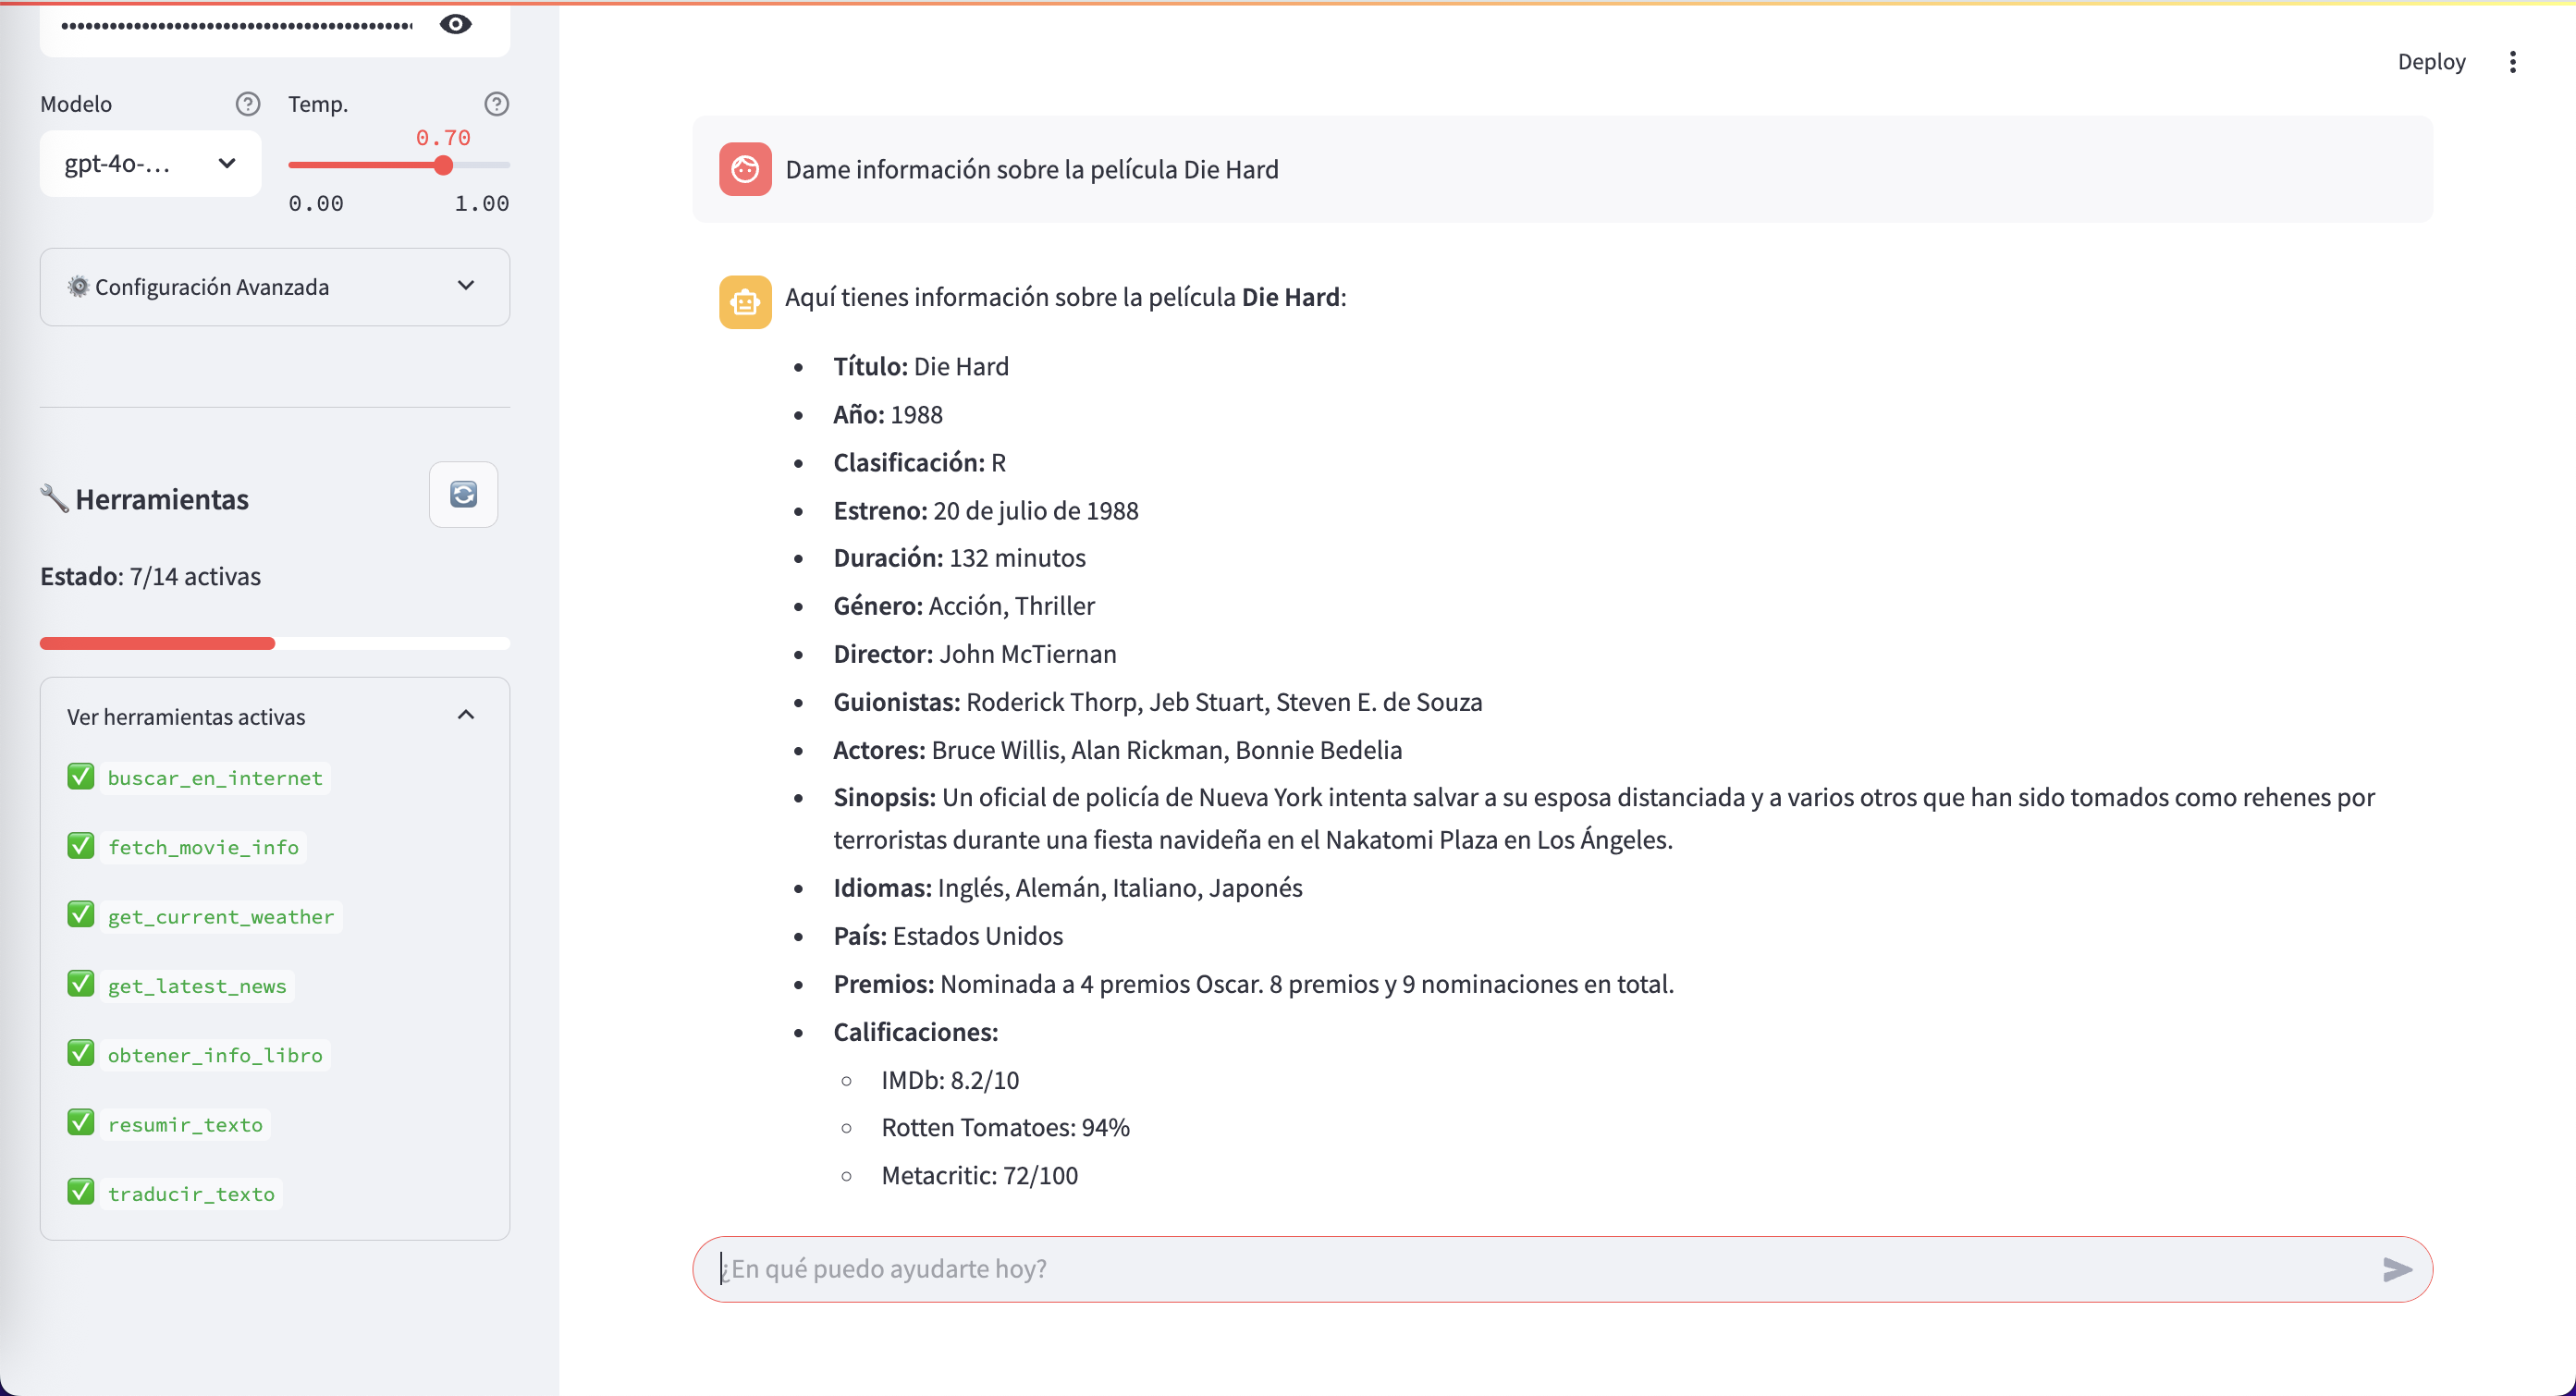 Deploy
Modelo
Temp.
0.70
gpt-4o-...
0.00 1.00
Configuración Avanzada
Herramientas
Estado: 7/14 activas
Ver herramientas activas
buscar_en_internet
fetch_movie_info
get_current_weather
get_latest_news
obtener_info_libro
resumir_texto
traducir_texto
Dame información sobre la película Die Hard
Aquí tienes información sobre la película Die Hard:
Título: Die Hard
Año: 1988
Clasificación: R
Estreno: 20 de julio de 1988
Duración: 132 minutos
Género: Acción, Thriller
Director: John McTiernan
Guionistas: Roderick Thorp, Jeb Stuart, Steven E. de Souza
Actores: Bruce Willis, Alan Rickman, Bonnie Bedelia
Sinopsis: Un oficial de policía de Nueva York intenta salvar a su esposa distanciada y a varios otros que han sido tomados como rehenes por
terroristas durante una fiesta navideña en el Nakatomi Plaza en Los Ángeles.
Idiomas: Inglés, Alemán, Italiano, Japonés
País: Estados Unidos
Premios: Nominada a 4 premios Oscar. 8 premios y 9 nominaciones en total.
Calificaciones:
IMDb: 8.2/10
Rotten Tomatoes: 94%
Metacritic: 72/100
¿En qué puedo ayudarte hoy?